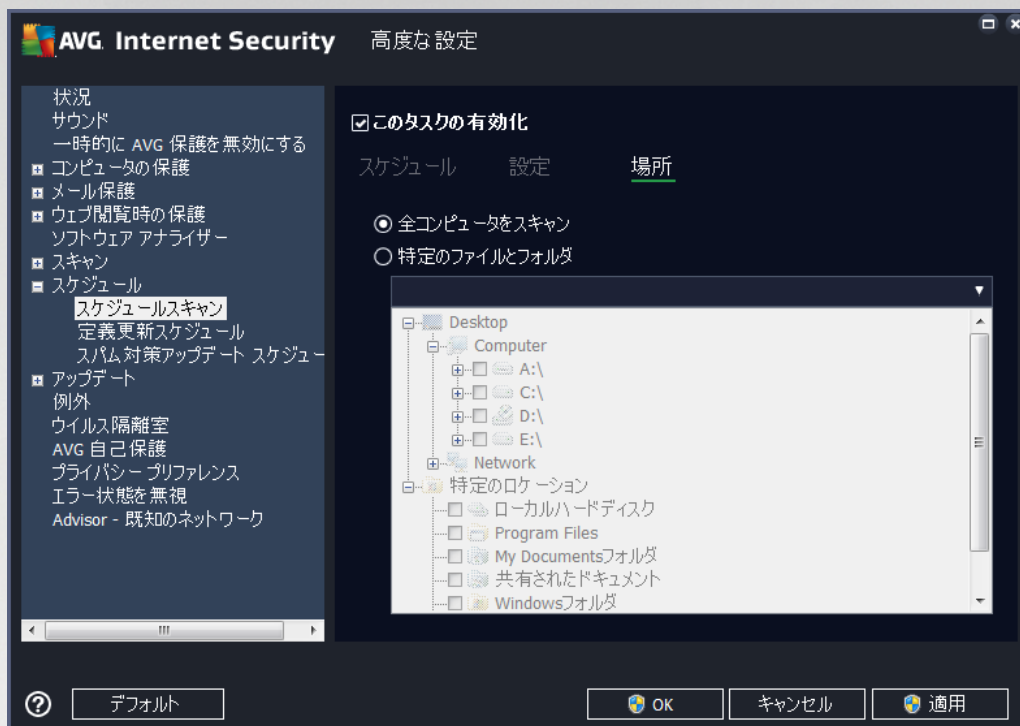 AVG. Internet Security 高度な設定
状況
サウンド
一時的に AVG 保護を無効にする
コンピュータの保護
メール保護
ウェブ閲覧時の保護
ソフトウェア アナライザー
スキャン
スケジュール
スケジュールスキャン
定義更新スケジュール
スパム対策アップデート スケジュー
アップデート
例外
ウイルス隔離室
AVG 自己保護
プライバシー プリファレンス
エラー状態を無視
Advisor - 既知のネットワーク
このタスクの有効化
スケジュール 設定 場所
全コンピュータをスキャン
特定のファイルとフォルダ
Desktop
Computer
A:\
C:\
D:\
E:\
Network
特定のロケーション
ローカルハードディスク
Program Files
My Documentsフォルダ
共有されたドキュメント
Windowsフォルダ
? デフォルト OK キャンセル 適用